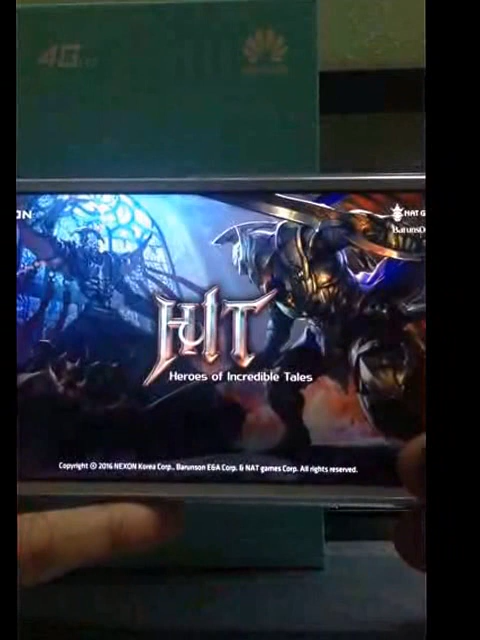 4G
HUAWEI
HIT
Heroes of Incredible Tales
Copyright ⓒ 2016 NEXON Korea Corp., Barunson E&A Corp. & NAT games Corp. All rights reserved.